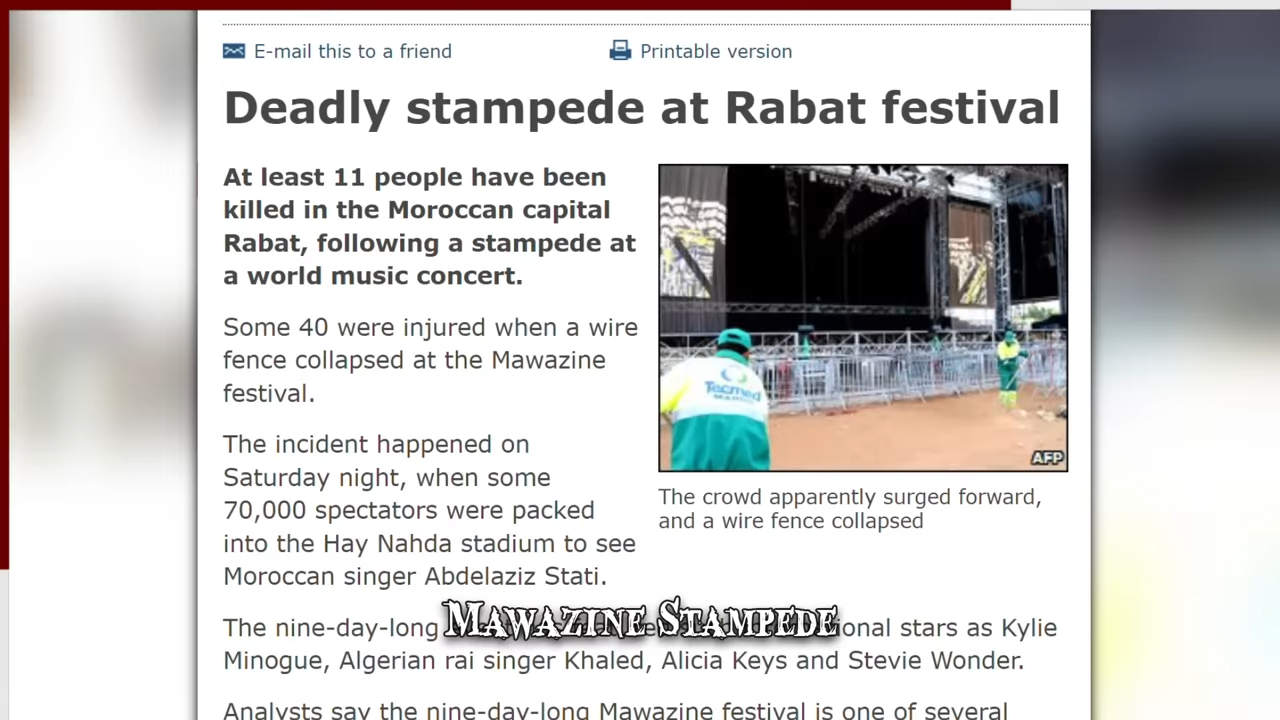 E-mail this to a friend
Printable version
Deadly stampede at Rabat festival
At least 11 people have been
killed in the Moroccan capital
Rabat, following a stampede at
a world music concert.
Some 40 were injured when a wire
fence collapsed at the Mawazine
festival.
The incident happened on
Saturday night, when some
70,000 spectators were packed
into the Hay Nahda stadium to see
Moroccan singer Abdelaziz Stati.
Tecmed
AFP
The crowd apparently surged forward,
and a wire fence collapsed
Mawazine Stampede
The nine-day-long stars as Kylie
Minogue, Algerian rai singer Khaled, Alicia Keys and Stevie Wonder.
Analysts say the nine-day-long Mawazine festival is one of several